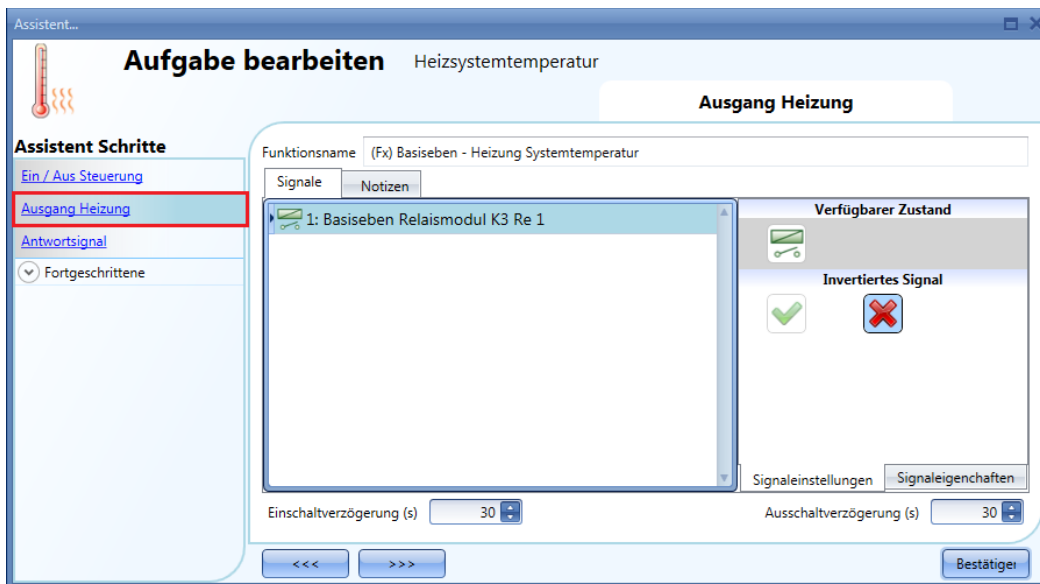 Assistent...
Aufgabe bearbeiten Heizsystemtemperatur
Ausgang Heizung
Assistent Schritte
Ein / Aus Steuerung
Ausgang Heizung
Antwortsignal
Fortgeschrittene
Funktionsname (Fx) Basiseben - Heizung Systemtemperatur
Signale Notizen
1: Basiseben Relaismodul K3 Re 1
Verfügbarer Zustand
Invertiertes Signal
Signaleinstellungen Signaleigenschaften
Einschaltverzögerung (s) 30
Ausschaltverzögerung (s) 30
<<< >>>
Bestätiger